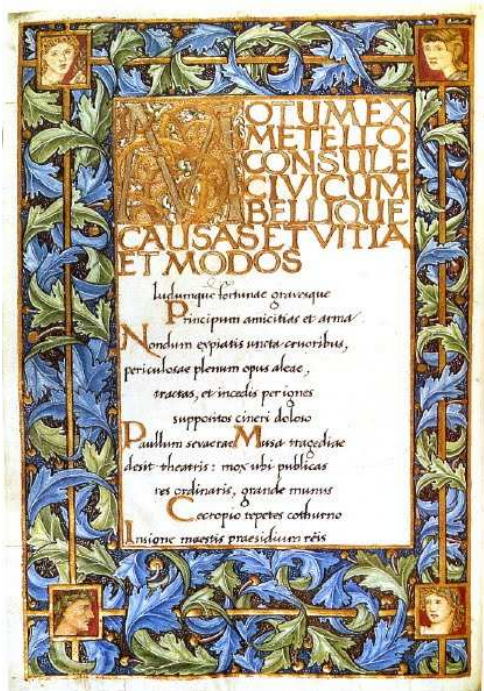 MOTUM EX
METELLO
CONSULE
CIVICUM
BELLIQUE
CAUSAS ET VITIA
ET MODOS
ludumque fortunae gravesque
Principum amicitias et arma
Nondum expiatis uncta cruoribus,
periculosae plenum opus aleae,
tractas, et incedis per ignes
suppositos cineri doloso
Paullum severae Musa tragediae
desit theatris : mox ubi publicas
res ordinaris, grande munus
Cecropio repetes cothurno
Insigne maestis praesidium reis